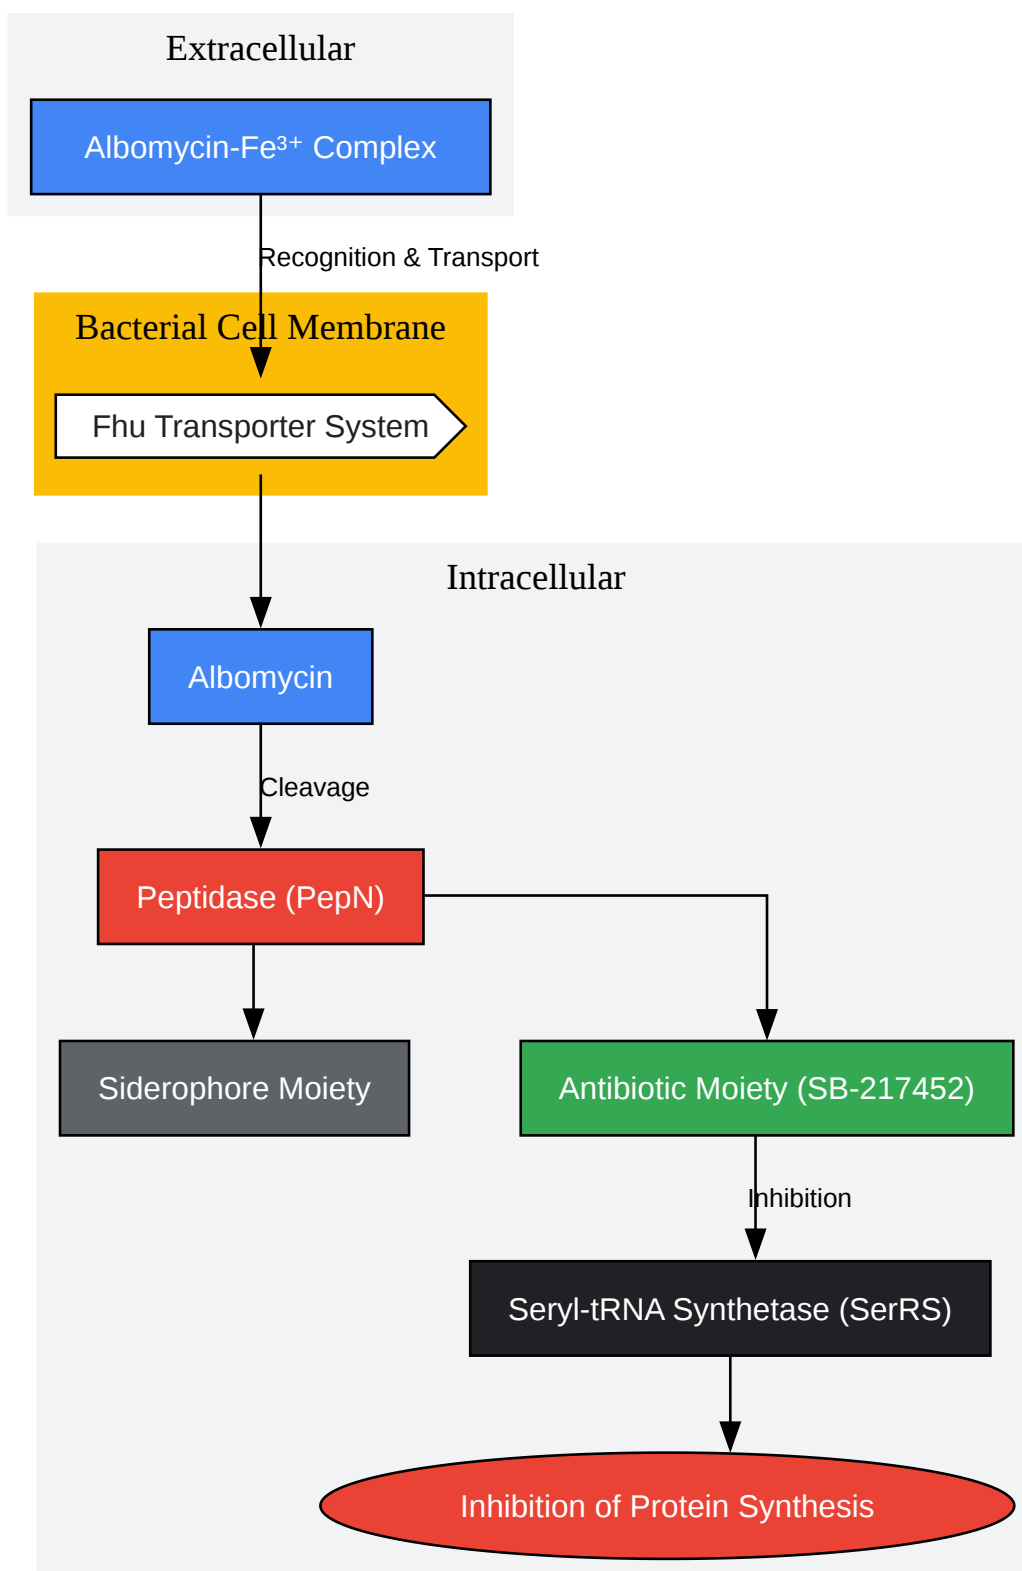 Extracellular
Albomycin-Fe³⁺ Complex
Recognition & Transport
Bacterial Cell Membrane
Fhu Transporter System
Intracellular
Albomycin
Cleavage
Peptidase (PepN)
Siderophore Moiety
Antibiotic Moiety (SB-217452)
Inhibition
Seryl-tRNA Synthetase (SerRS)
Inhibition of Protein Synthesis